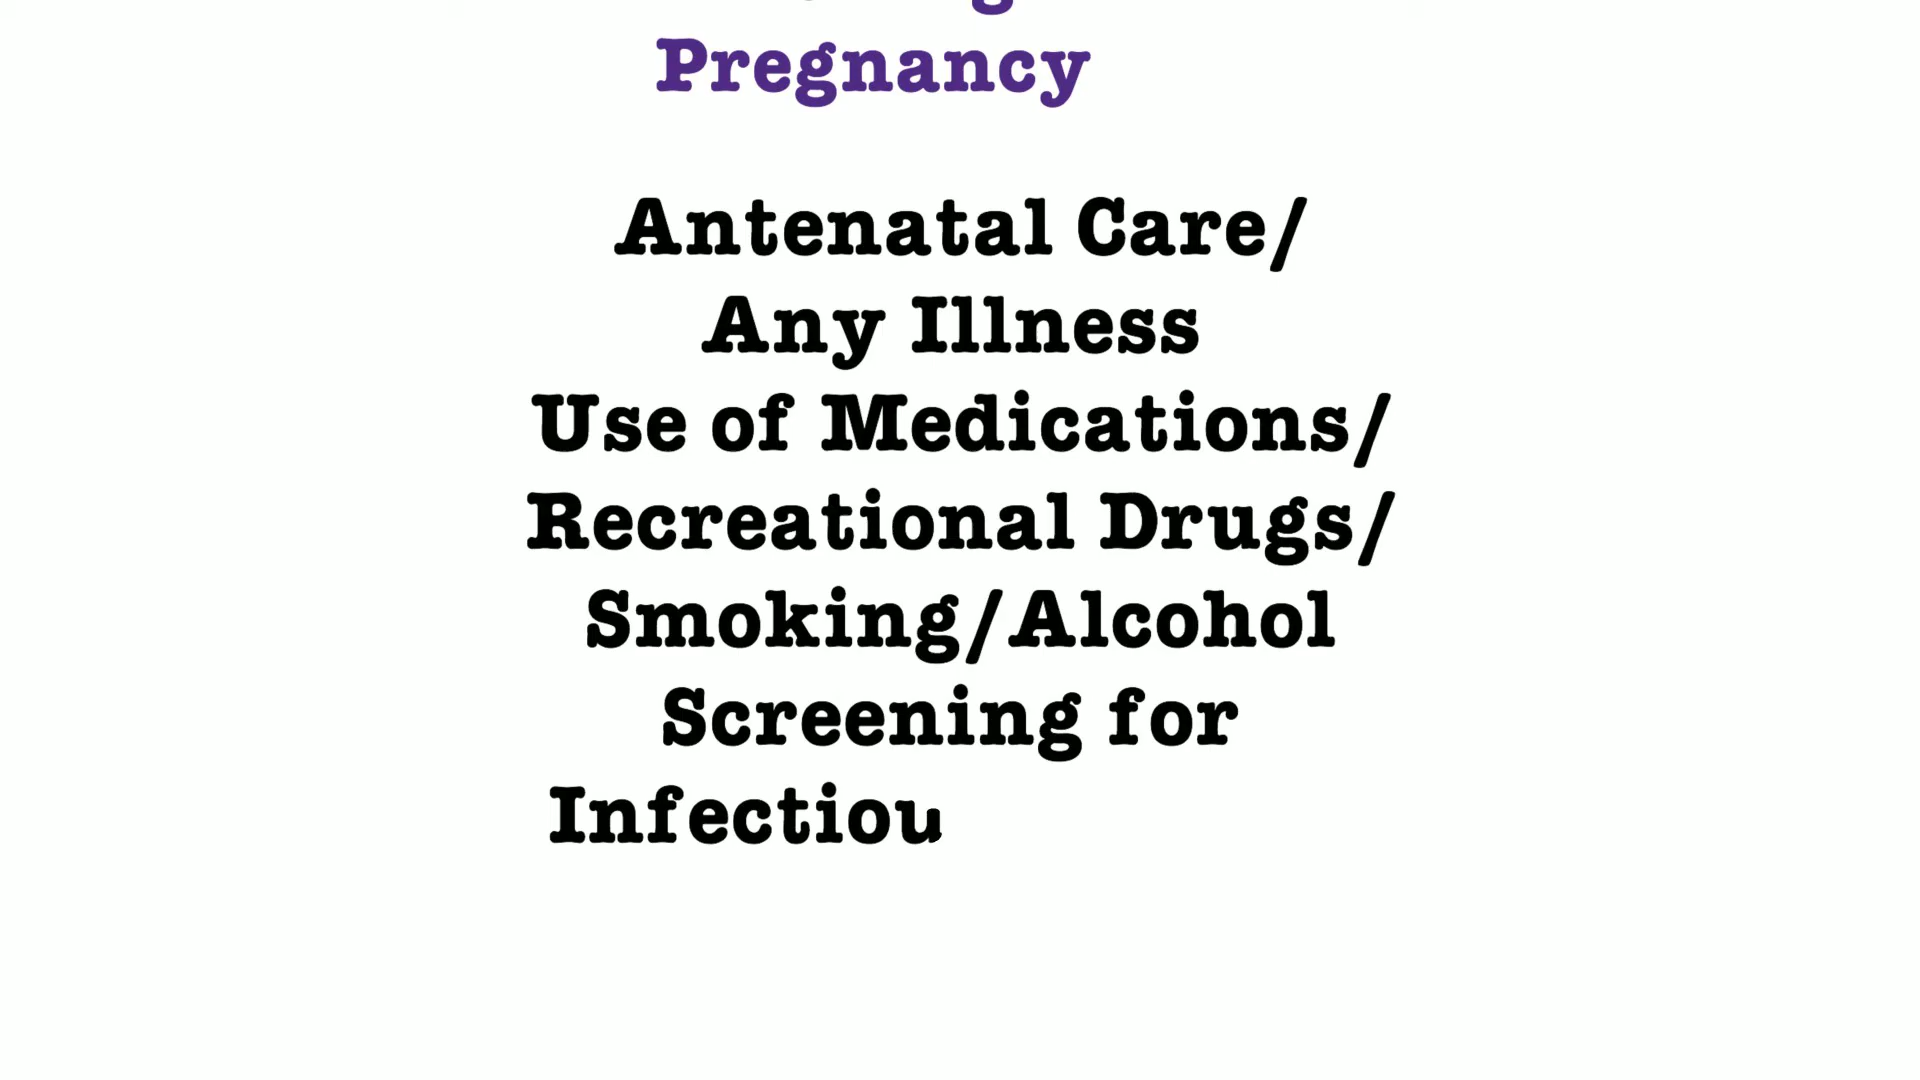 Pregnancy
Antenatal Care/
Any Illness
Use of Medications/
Recreational Drugs/
Smoking/Alcohol
Screening for
Infectiou